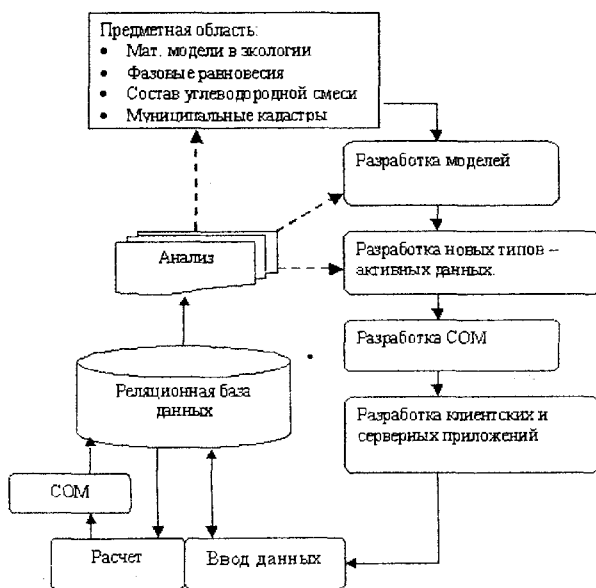 Предметная область:
• Мат. модели в экологии
• Фазовые равновесия
• Состав углеводородной смеси
• Муниципальные кадастры
Разработка моделей
Анализ
Разработка новых типов –
активных данных.
Разработка COM
Реляционная база
данных
Разработка клиентских и
серверных приложений
COM
Расчет
Ввод данных